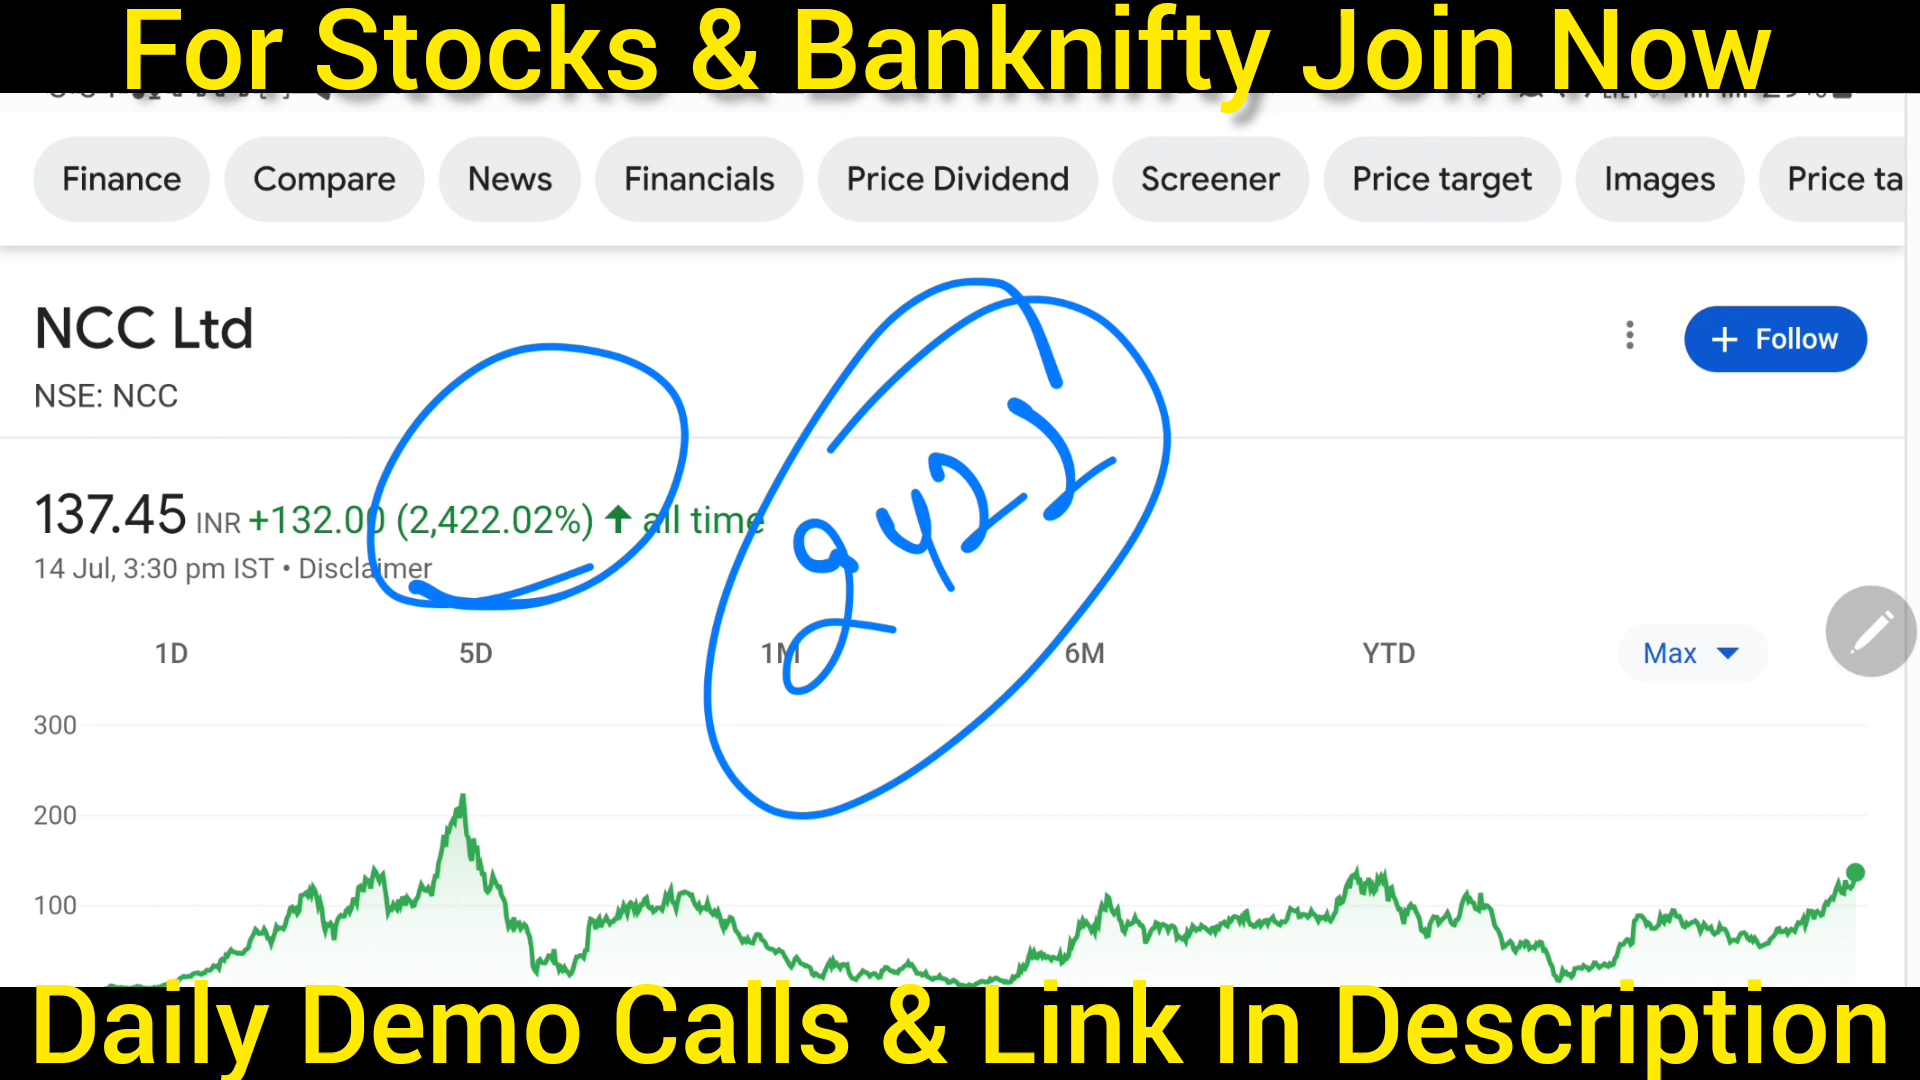 For Stocks & Banknifty Join Now
Finance Compare News Financials Price Dividend Screener Price target Images Price ta
NCC Ltd
NSE: NCC
+ Follow
137.45 INR +132.00 (2,422.02%) ↑ all time
14 Jul, 3:30 pm IST • Disclaimer
2422
1D 5D 1M 6M YTD Max
300
200
100
Daily Demo Calls & Link In Description